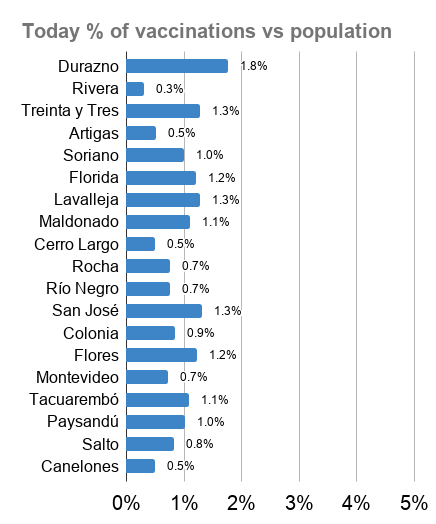 Today % of vaccinations vs population
Durazno 1.8%
Rivera 0.3%
Treinta y Tres 1.3%
Artigas 0.5%
Soriano 1.0%
Florida 1.2%
Lavalleja 1.3%
Maldonado 1.1%
Cerro Largo 0.5%
Rocha 0.7%
Río Negro 0.7%
San José 1.3%
Colonia 0.9%
Flores 1.2%
Montevideo 0.7%
Tacuarembó 1.1%
Paysandú 1.0%
Salto 0.8%
Canelones 0.5%
0% 1% 2% 3% 4% 5%